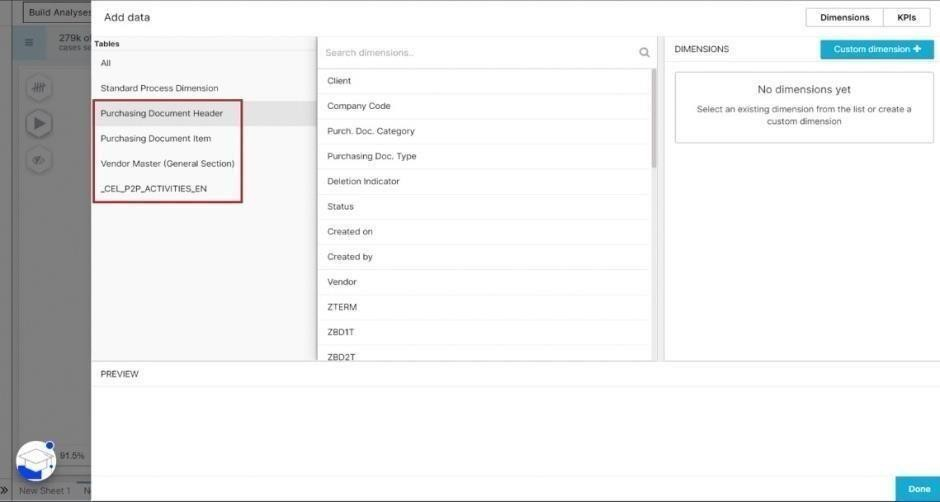 Build Analyses
Add data
Dimensions
KPIs
279k of
cases se
Tables
All
Standard Process Dimension
Purchasing Document Header
Purchasing Document Item
Vendor Master (General Section)
_CEL_P2P_ACTIVITIES_EN
Search dimensions..
Client
Company Code
Purch. Doc. Category
Purchasing Doc. Type
Deletion Indicator
Status
Created on
Created by
Vendor
ZTERM
ZBD1T
ZBD2T
DIMENSIONS
Custom dimension +
No dimensions yet
Select an existing dimension from the list or create a
custom dimension
PREVIEW
91.5%
New Sheet 1
N
Done